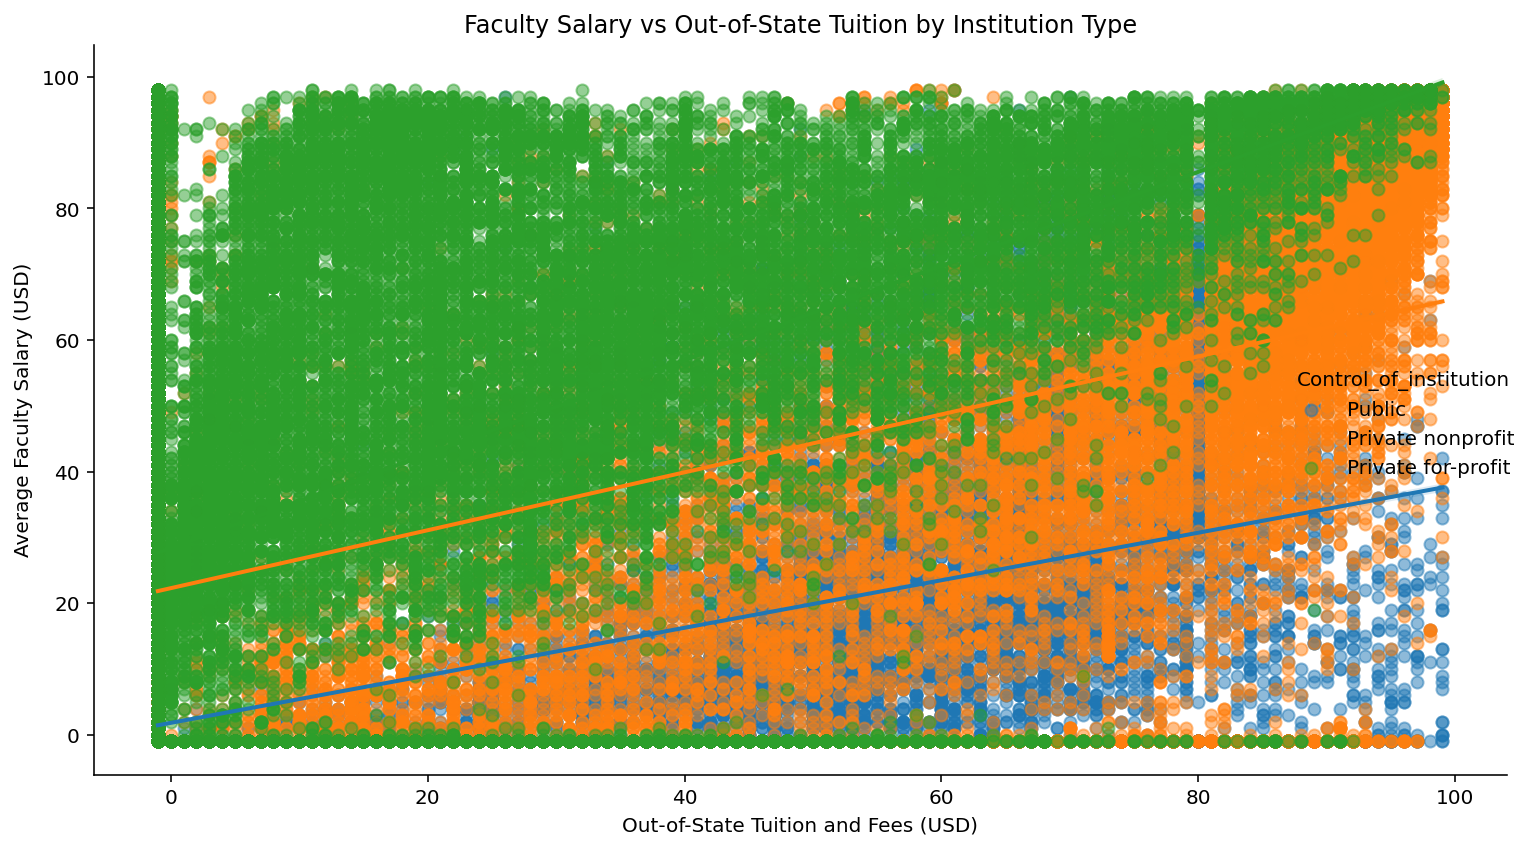 Faculty Salary vs Out-of-State Tuition by Institution Type
100
80
60
40
20
0
Average Faculty Salary (USD)
Control_of_institution
Public
Private nonprofit
Private for-profit
0 20 40 60 80 100
Out-of-State Tuition and Fees (USD)